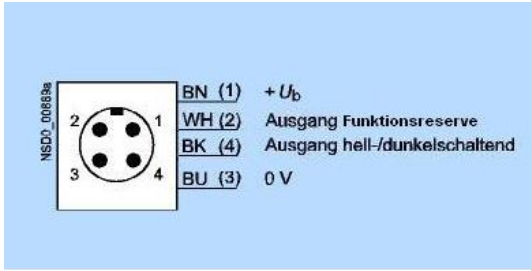 NSD0_00889a
BN (1) + Ub
2 1 WH (2) Ausgang Funktionsreserve
BK (4) Ausgang hell-/dunkelschaltend
3 4 BU (3) 0 V